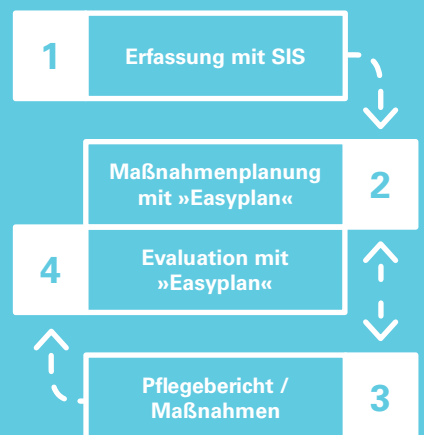 1
Erfassung mit SIS
Maßnahmenplanung
mit »Easyplan«
2
4
Evaluation mit
»Easyplan«
Pflegebericht /
Maßnahmen
3